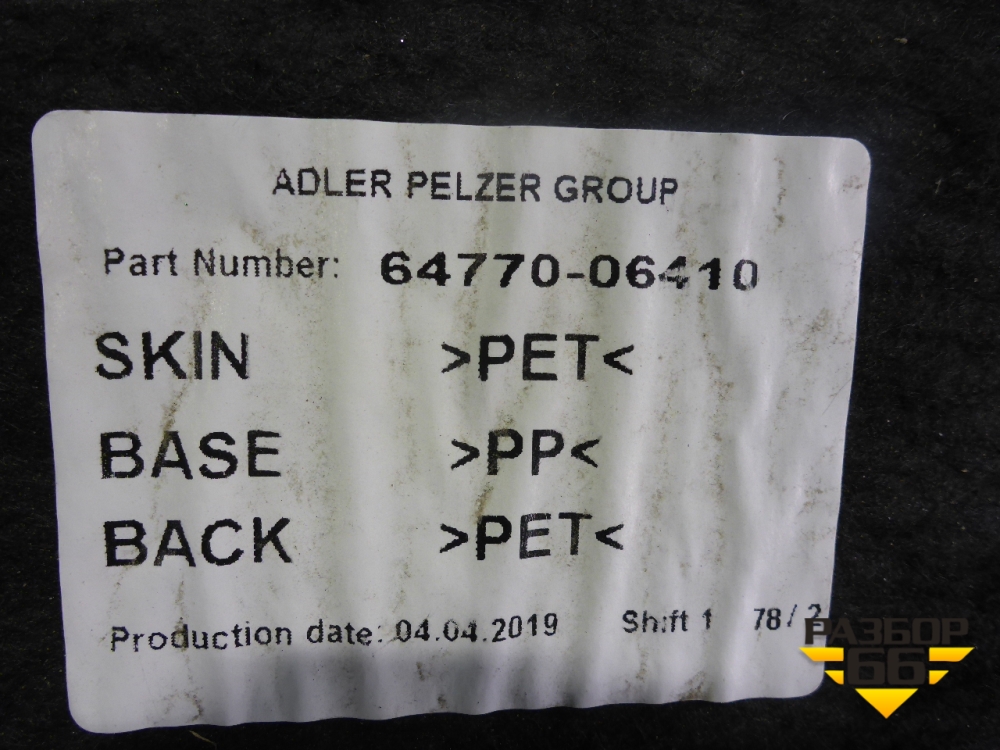 ADLER PELZER GROUP
Part Number: 64770-06410
SKIN >PET<
BASE >PP<
BACK >PET<
Production date: 04.04.2019 Shift 1 78/ 2
РАЗБОР
66